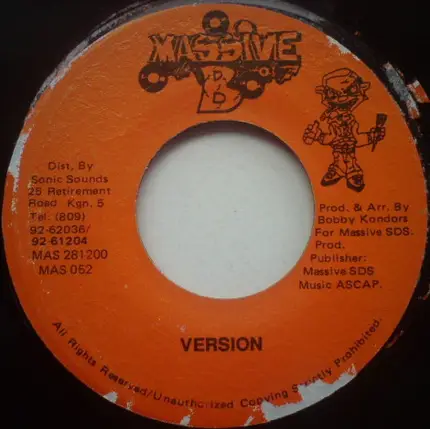 MASSIVE
B
Dist, By
Sonic Sounds
25 Retirement
Road Kgn. 5
Tel: (809)
92-62036/
92-61204
MAS 281200
MAS 052
Prod. & Arr. By
Bobby Kondors
For Massive SDS.
Prod.
Publisher:
Massive SDS
Music ASCAP.
VERSION
All Rights Reserved/Unauthorized Copying Strictly Prohibited.